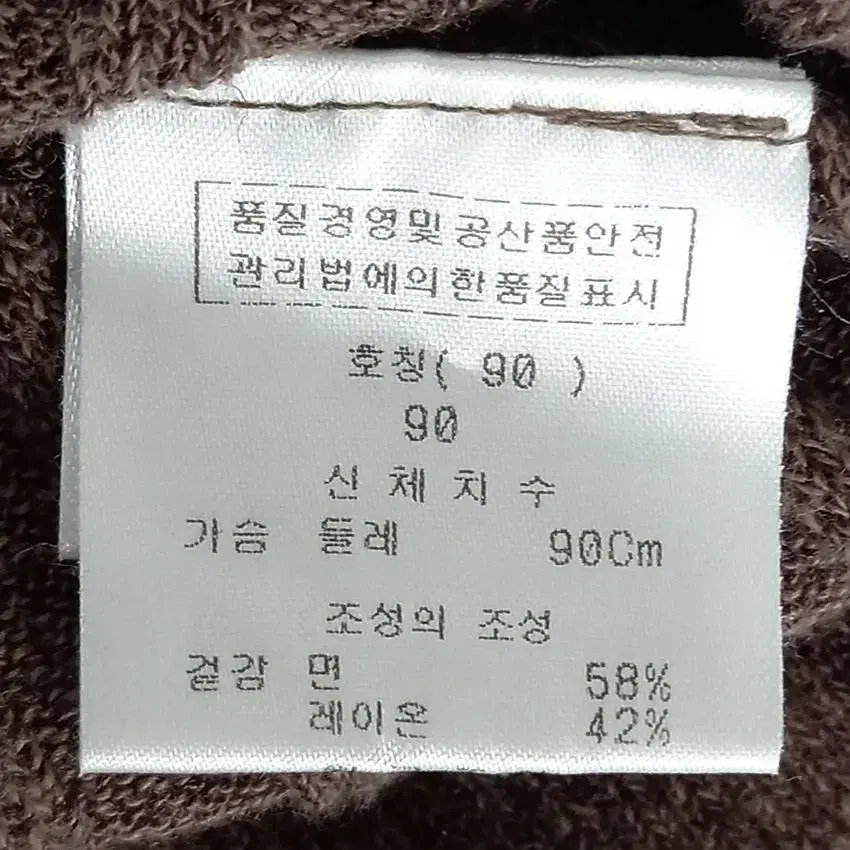 품질경영및공산품안전
관리법에의한품질표시
호칭( 90 )
90
신 체 치 수
가슴 둘레 90Cm
조성의 조성
겉감 면 58%
레이온 42%